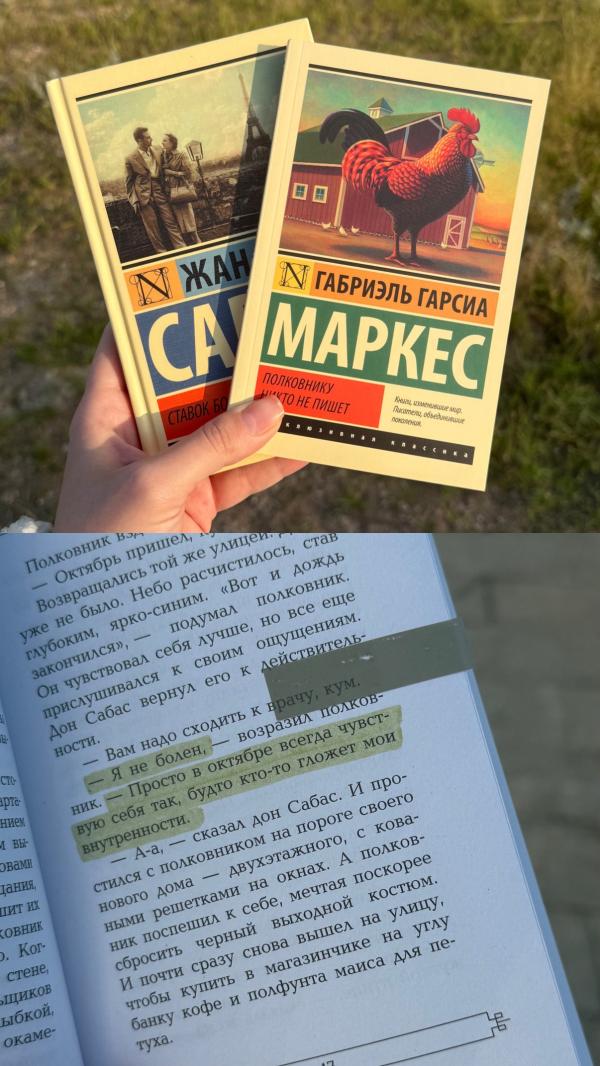 ЖАН
СА
СТАВОК БО
ГАБРИЭЛЬ ГАРСИА
МАРКЕС
ПОЛКОВНИКУ
НИКТО НЕ ПИШЕТ
Книги, изменившие мир.
Писатели, объединившие
поколения.
клюзивная классика
Полковник взд
— Октябрь пришел,
Возвращались той же улицей.
уже не было. Небо расчистилось, став
глубоким, ярко-синим. «Вот и дождь
закончился», — подумал полковник.
Он чувствовал себя лучше, но все еще
прислушивался к своим ощущениям.
Дон Сабас вернул его к действитель-
ности.
— Вам надо сходить к врачу, кум.
— Я не болен, — возразил полков-
ник. — Просто в октябре всегда чувст-
вую себя так, будто кто-то гложет мои
внутренности.
— А-а, — сказал дон Сабас. И про-
стился с полковником на пороге своего
нового дома — двухэтажного, с кова-
ными решетками на окнах. А полков-
ник поспешил к себе, мечтая поскорее
сбросить черный выходной костюм.
И почти сразу снова вышел на улицу,
чтобы купить в магазинчике на углу
банку кофе и полфунта маиса для пе-
туха.